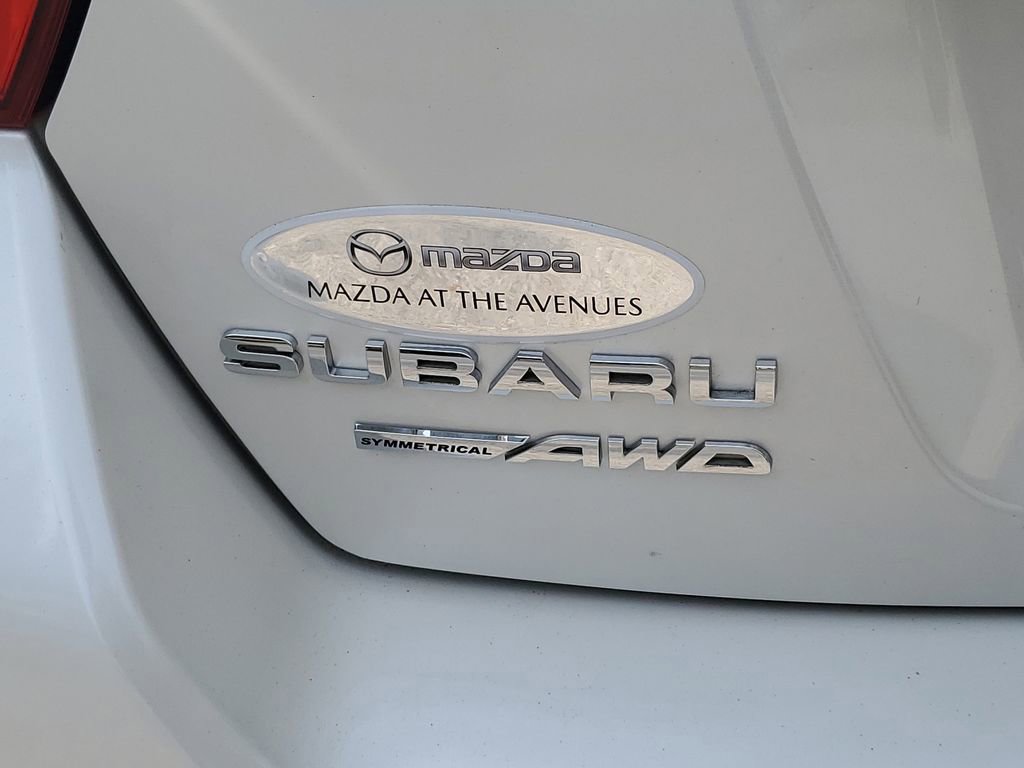 mazda
MAZDA AT THE AVENUES
SUBARU
SYMMETRICAL AWD